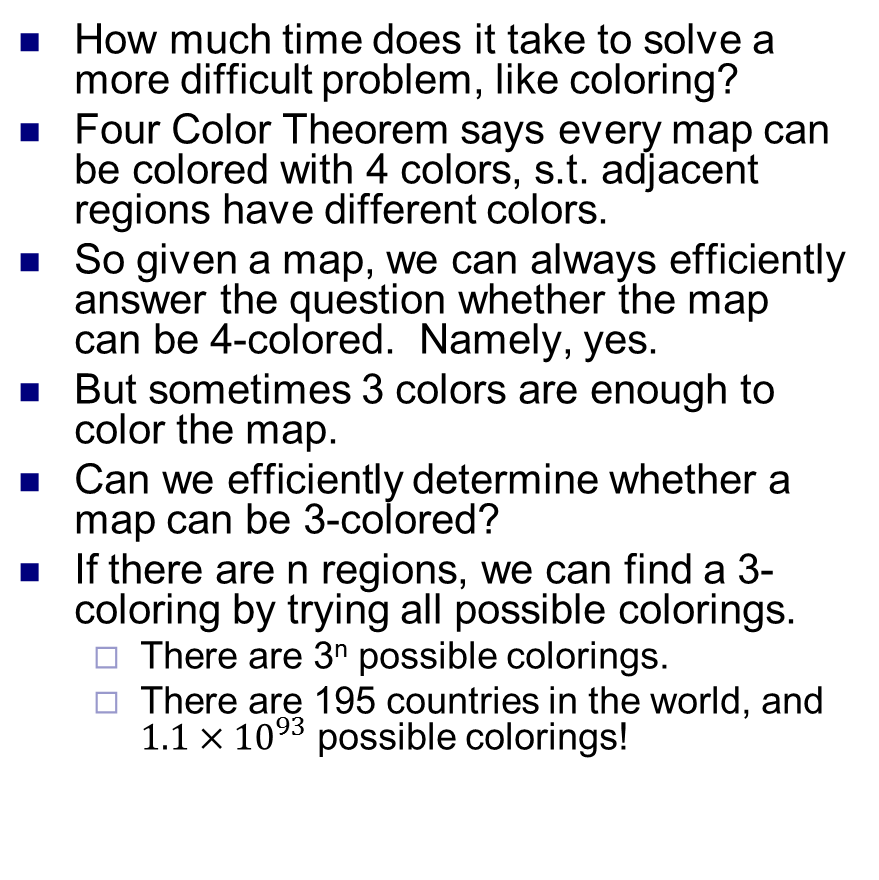 How much time does it take to solve a
more difficult problem, like coloring?
Four Color Theorem says every map can
be colored with 4 colors, s.t. adjacent
regions have different colors.
So given a map, we can always efficiently
answer the question whether the map
can be 4-colored.  Namely, yes.
But sometimes 3 colors are enough to
color the map.
Can we efficiently determine whether a
map can be 3-colored?
If there are n regions, we can find a 3-
coloring by trying all possible colorings.
There are 3ⁿ possible colorings.
There are 195 countries in the world, and
1.1 × 10⁹³ possible colorings!